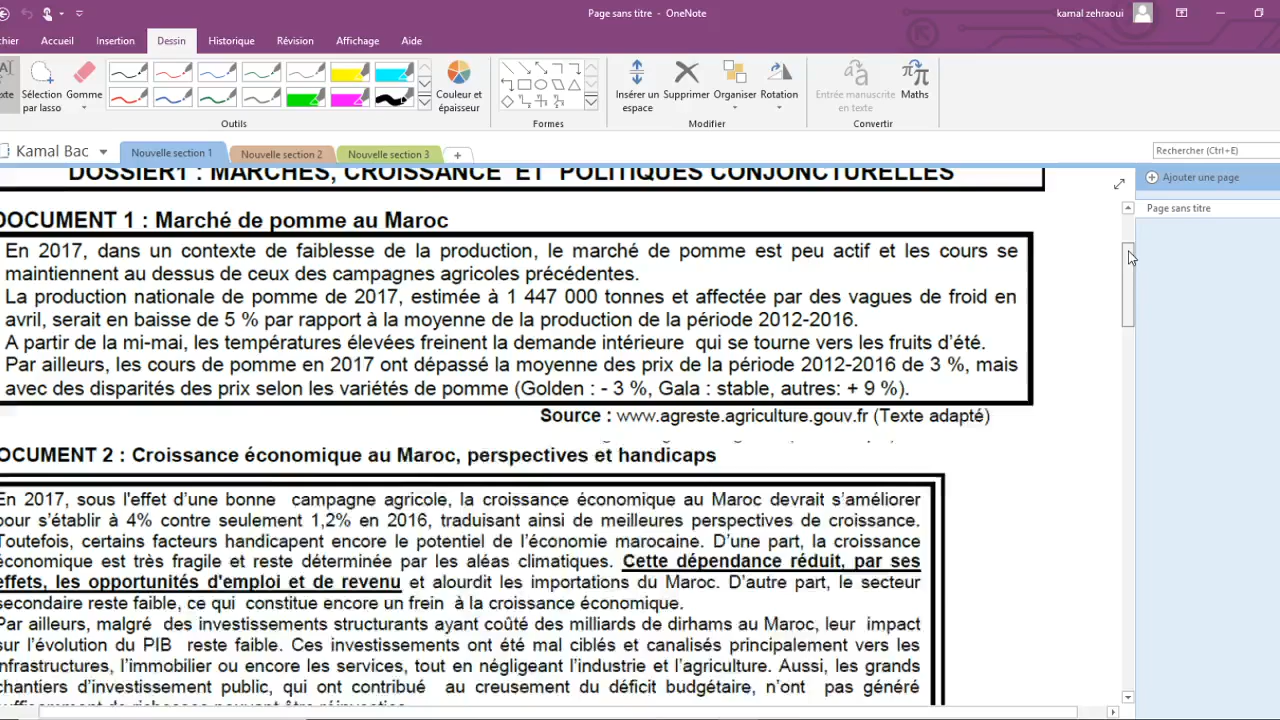 Page sans titre - OneNote
kamal zehraoui
Accueil Insertion Dessin Historique Révision Affichage Aide
Sélection par lasso
Gomme
Couleur et épaisseur
Insérer un espace
Supprimer
Organiser
Rotation
Entrée manuscrite en texte
Maths
Outils
Formes
Modifier
Convertir
Kamal Bac
Nouvelle section 1
Nouvelle section 2
Nouvelle section 3
Rechercher (Ctrl+E)
Ajouter une page
Page sans titre
DOSSIER1 : MARCHES, CROISSANCE ET POLITIQUES CONJONCTURELLES
DOCUMENT 1 : Marché de pomme au Maroc
En 2017, dans un contexte de faiblesse de la production, le marché de pomme est peu actif et les cours se
maintiennent au dessus de ceux des campagnes agricoles précédentes.
La production nationale de pomme de 2017, estimée à 1 447 000 tonnes et affectée par des vagues de froid en
avril, serait en baisse de 5 % par rapport à la moyenne de la production de la période 2012-2016.
A partir de la mi-mai, les températures élevées freinent la demande intérieure qui se tourne vers les fruits d'été.
Par ailleurs, les cours de pomme en 2017 ont dépassé la moyenne des prix de la période 2012-2016 de 3 %, mais
avec des disparités des prix selon les variétés de pomme (Golden : - 3 %, Gala : stable, autres: + 9 %).
Source : www.agreste.agriculture.gouv.fr (Texte adapté)
OCUMENT 2 : Croissance économique au Maroc, perspectives et handicaps
En 2017, sous l'effet d'une bonne campagne agricole, la croissance économique au Maroc devrait s'améliorer
pour s'établir à 4% contre seulement 1,2% en 2016, traduisant ainsi de meilleures perspectives de croissance.
Toutefois, certains facteurs handicapent encore le potentiel de l'économie marocaine. D'une part, la croissance
économique est très fragile et reste déterminée par les aléas climatiques. Cette dépendance réduit, par ses
effets, les opportunités d'emploi et de revenu et alourdit les importations du Maroc. D'autre part, le secteur
secondaire reste faible, ce qui constitue encore un frein à la croissance économique.
Par ailleurs, malgré des investissements structurants ayant coûté des milliards de dirhams au Maroc, leur impact
sur l'évolution du PIB reste faible. Ces investissements ont été mal ciblés et canalisés principalement vers les
infrastructures, l'immobilier ou encore les services, tout en négligeant l'industrie et l'agriculture. Aussi, les grands
chantiers d'investissement public, qui ont contribué au creusement du déficit budgétaire, n'ont pas généré